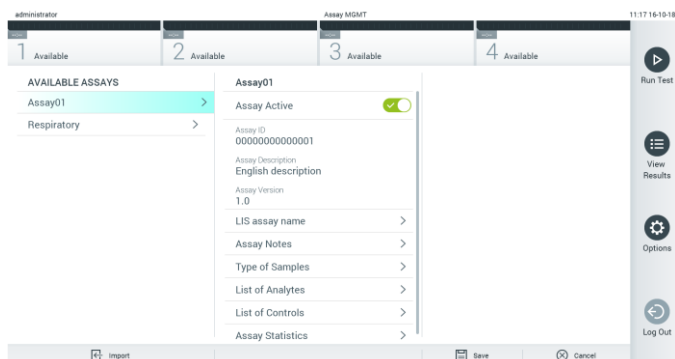 administrator
Assay MGMT
11:17 16-10-18
1 Available
2 Available
3 Available
4 Available
Run Test
View
Results
Options
Log Out
AVAILABLE ASSAYS
Assay01
Respiratory
Assay01
Assay Active
Assay ID
00000000000001
Assay Description
English description
Assay Version
1.0
LIS assay name
Assay Notes
Type of Samples
List of Analytes
List of Controls
Assay Statistics
Import
Save
Cancel